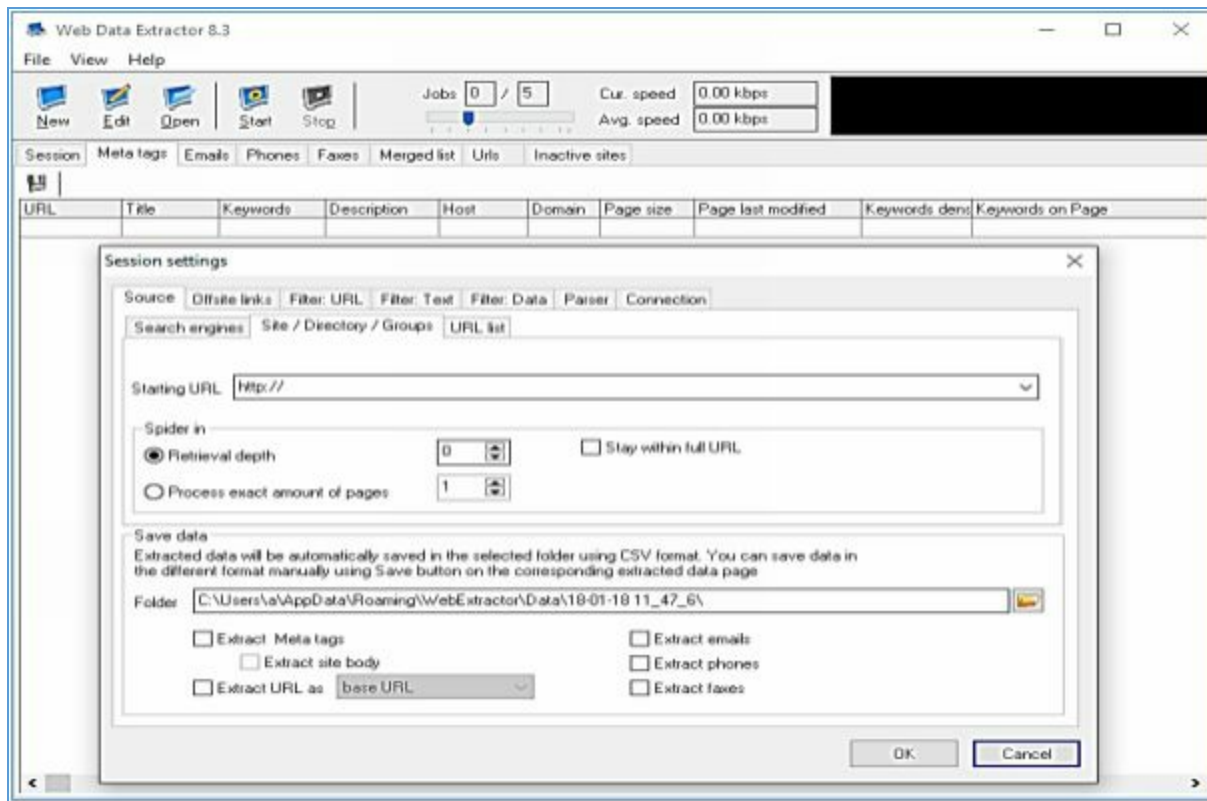 Web Data Extractor 8.3
File View Help
Jobs 0 / 5 Cur. speed 0.00 kbps
New Edit Open Start Stop Avg. speed 0.00 kbps
Session Meta tags Emails Phones Faxes Merged list Urls Inactive sites
URL Title Keywords Description Host Domain Page size Page last modified Keywords dens Keywords on Page
Session settings
Source Offsite links Filter: URL Filter: Text Filter: Data Parser Connection
Search engines Site / Directory / Groups URL list
Starting URL http://
Spider in
Retrieval depth 0 Stay within full URL
Process exact amount of pages 1
Save data
Extracted data will be automatically saved in the selected folder using CSV format. You can save data in
the different format manually using Save button on the corresponding extracted data page
Folder C:\Users\a\AppData\Roaming\WebExtractor\Data\18-01-18 11_47_6\
Extract Meta tags Extract emails
Extract site body Extract phones
Extract URL as base URL Extract faxes
OK Cancel